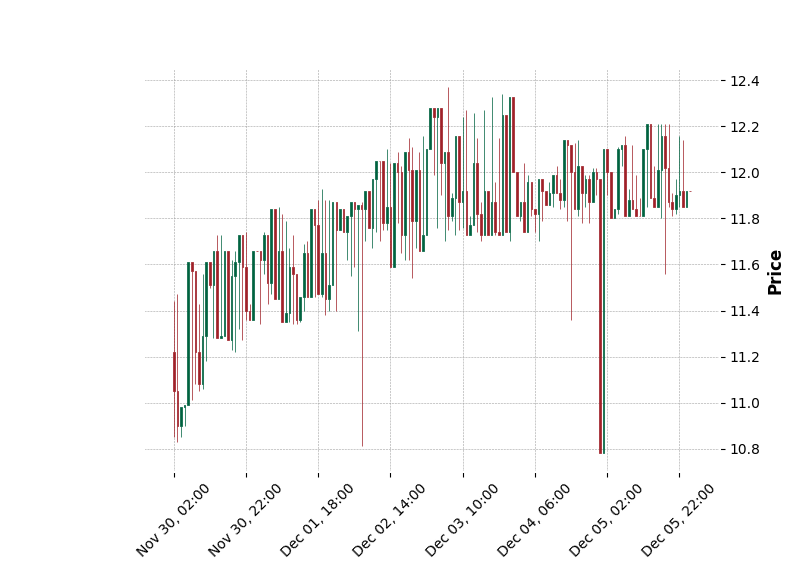 12.4
12.2
12.0
11.8
11.6
11.4
11.2
11.0
10.8
Price
Nov 30, 02:00
Nov 30, 22:00
Dec 01, 18:00
Dec 02, 14:00
Dec 03, 10:00
Dec 04, 06:00
Dec 05, 02:00
Dec 05, 22:00